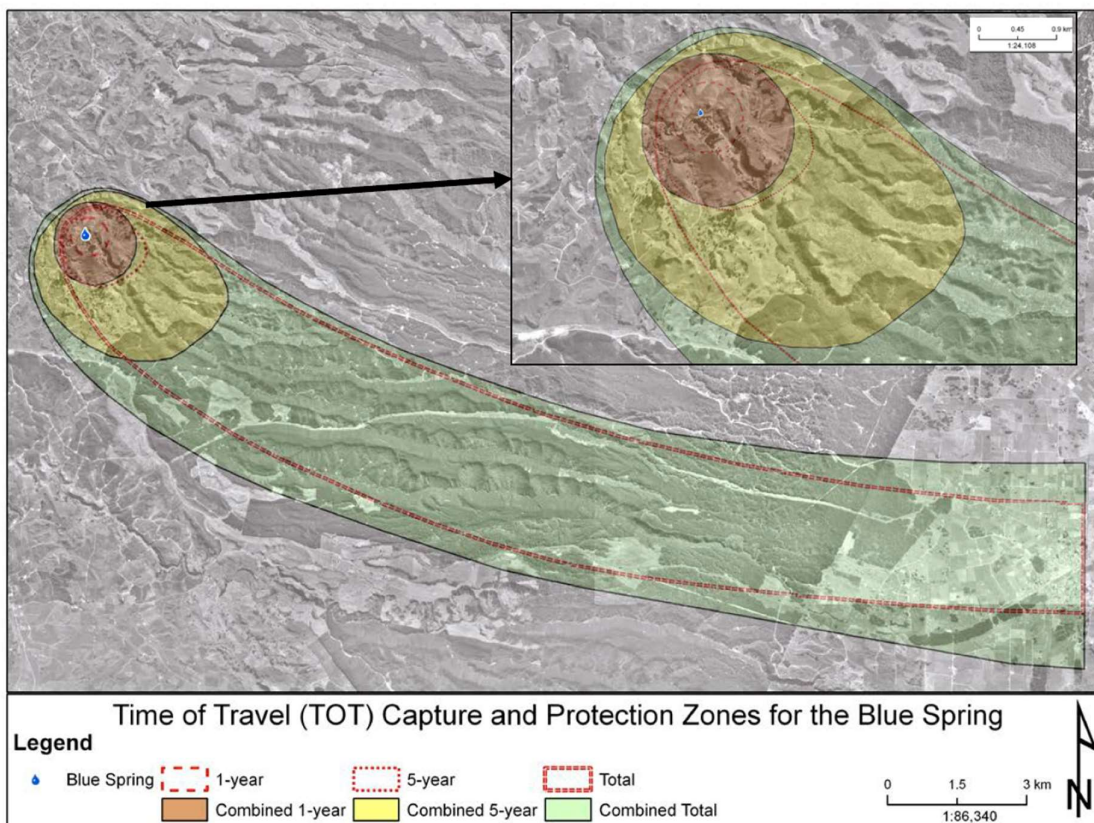 0 0.45 0.9 km
1:24,108
Time of Travel (TOT) Capture and Protection Zones for the Blue Spring
Legend
Blue Spring 1-year 5-year Total
Combined 1-year Combined 5-year Combined Total
0 1.5 3 km
1:86,340
N